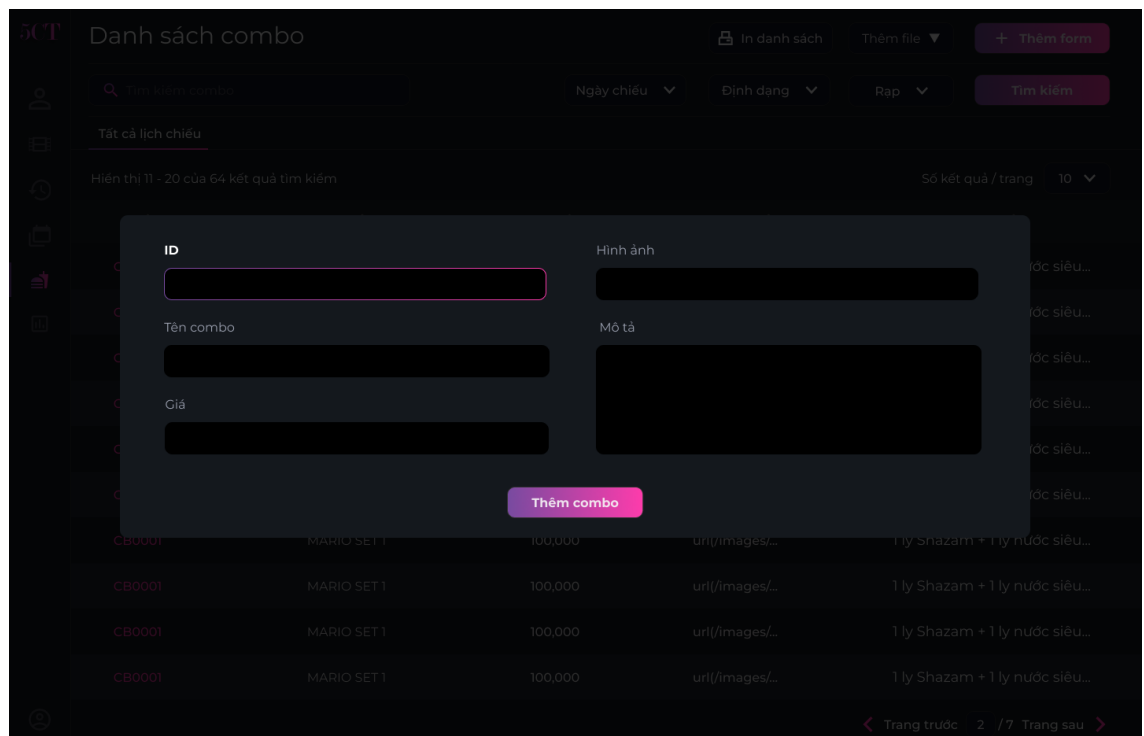 5CT
Danh sách combo
In danh sách
Thêm file ▼
+ Thêm form
Tìm kiếm combo
Ngày chiếu
Định dạng
Rạp
Tìm kiếm
Tất cả lịch chiếu
Hiển thị 11 - 20 của 64 kết quả tìm kiếm
Số kết quả / trang 10
ID
Hình ảnh
Tên combo
Mô tả
Giá
Thêm combo
ước siêu...
ước siêu...
ước siêu...
ước siêu...
ước siêu...
ước siêu...
CB0001 MARIO SET 1 100,000 url(/images/... 1 ly Shazam + 1 ly nước siêu...
CB0001 MARIO SET 1 100,000 url(/images/... 1 ly Shazam + 1 ly nước siêu...
CB0001 MARIO SET 1 100,000 url(/images/... 1 ly Shazam + 1 ly nước siêu...
CB0001 MARIO SET 1 100,000 url(/images/... 1 ly Shazam + 1 ly nước siêu...
Trang trước 2 / 7 Trang sau